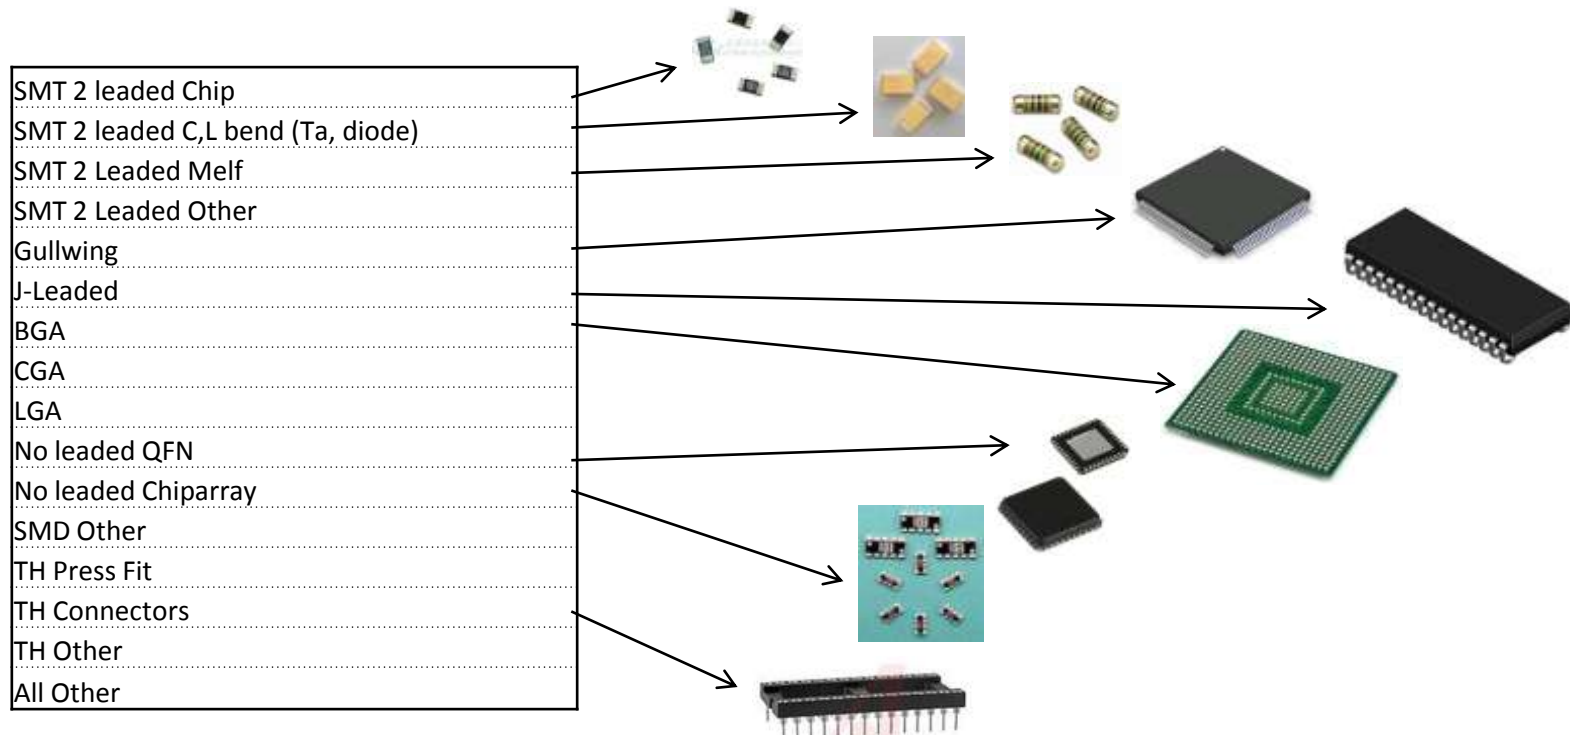 SMT 2 leaded Chip
SMT 2 leaded C,L bend (Ta, diode)
SMT 2 Leaded Melf
SMT 2 Leaded Other
Gullwing
J-Leaded
BGA
CGA
LGA
No leaded QFN
No leaded Chiparray
SMD Other
TH Press Fit
TH Connectors
TH Other
All Other